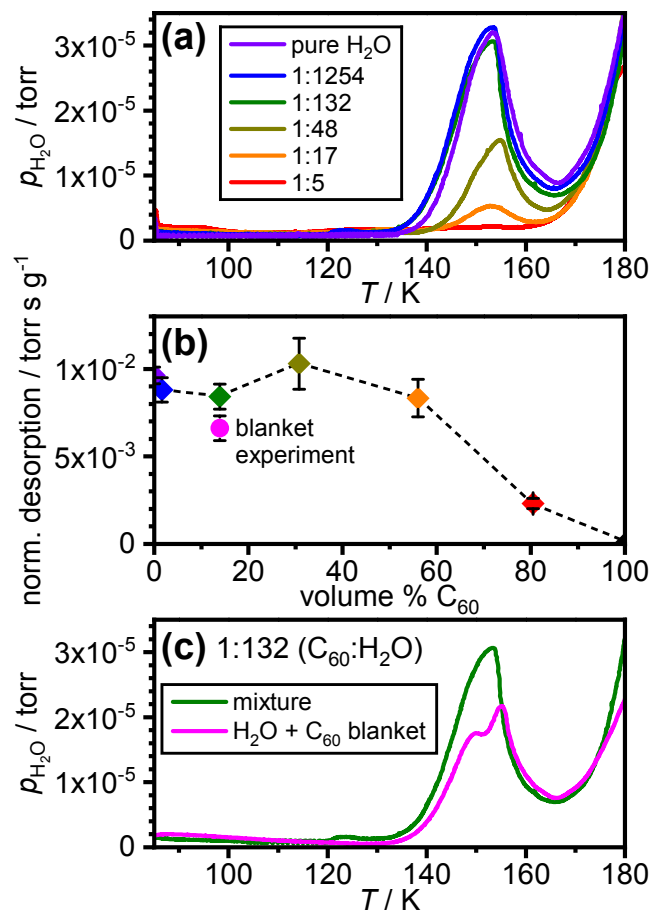 (a)
pure H₂O
1:1254
1:132
1:48
1:17
1:5
p_H₂O / torr
3x10⁻⁵
2x10⁻⁵
1x10⁻⁵
0
100 120 140 160 180
T / K
(b)
norm. desorption / torr s g⁻¹
1x10⁻²
5x10⁻³
0
blanket
experiment
0 20 40 60 80 100
volume % C₆₀
(c) 1:132 (C₆₀:H₂O)
mixture
H₂O + C₆₀ blanket
p_H₂O / torr
3x10⁻⁵
2x10⁻⁵
1x10⁻⁵
0
100 120 140 160 180
T / K